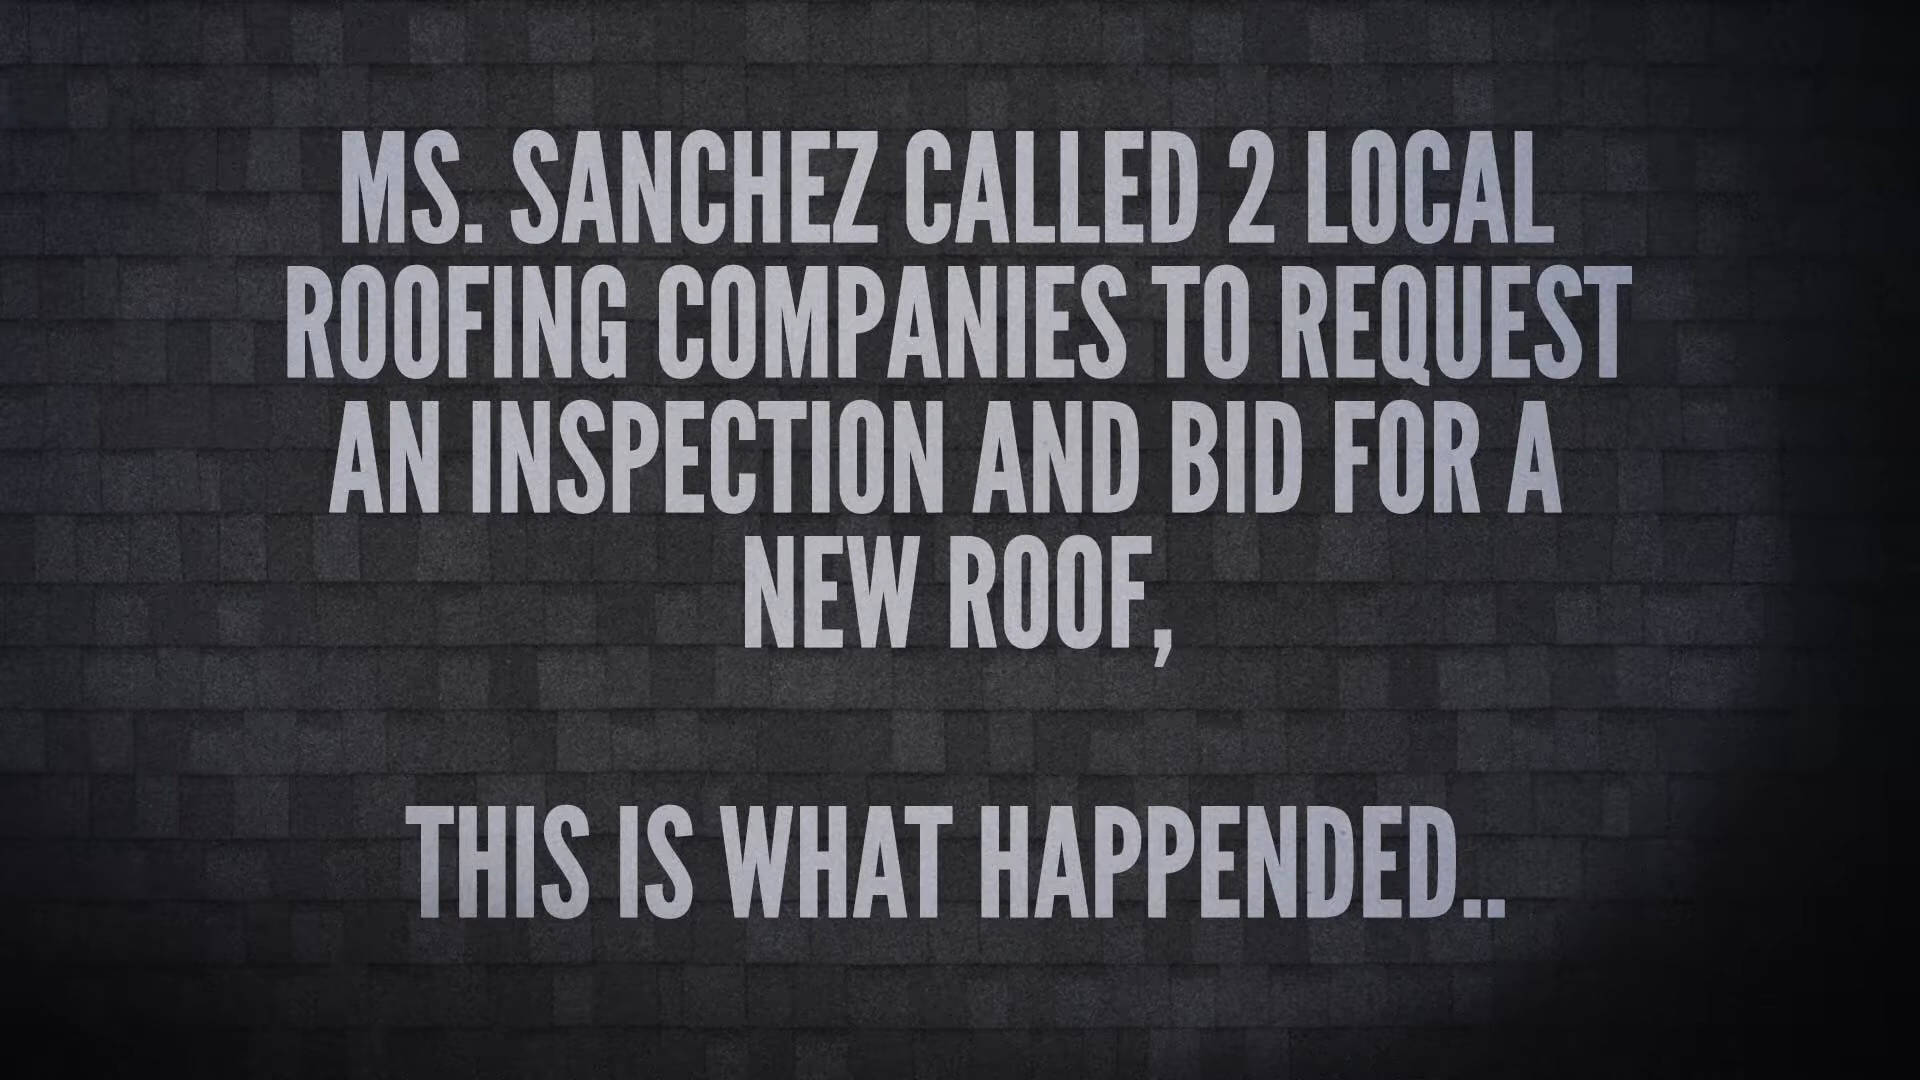 MS. SANCHEZ CALLED 2 LOCAL
ROOFING COMPANIES TO REQUEST
AN INSPECTION AND BID FOR A
NEW ROOF,
THIS IS WHAT HAPPENDED..